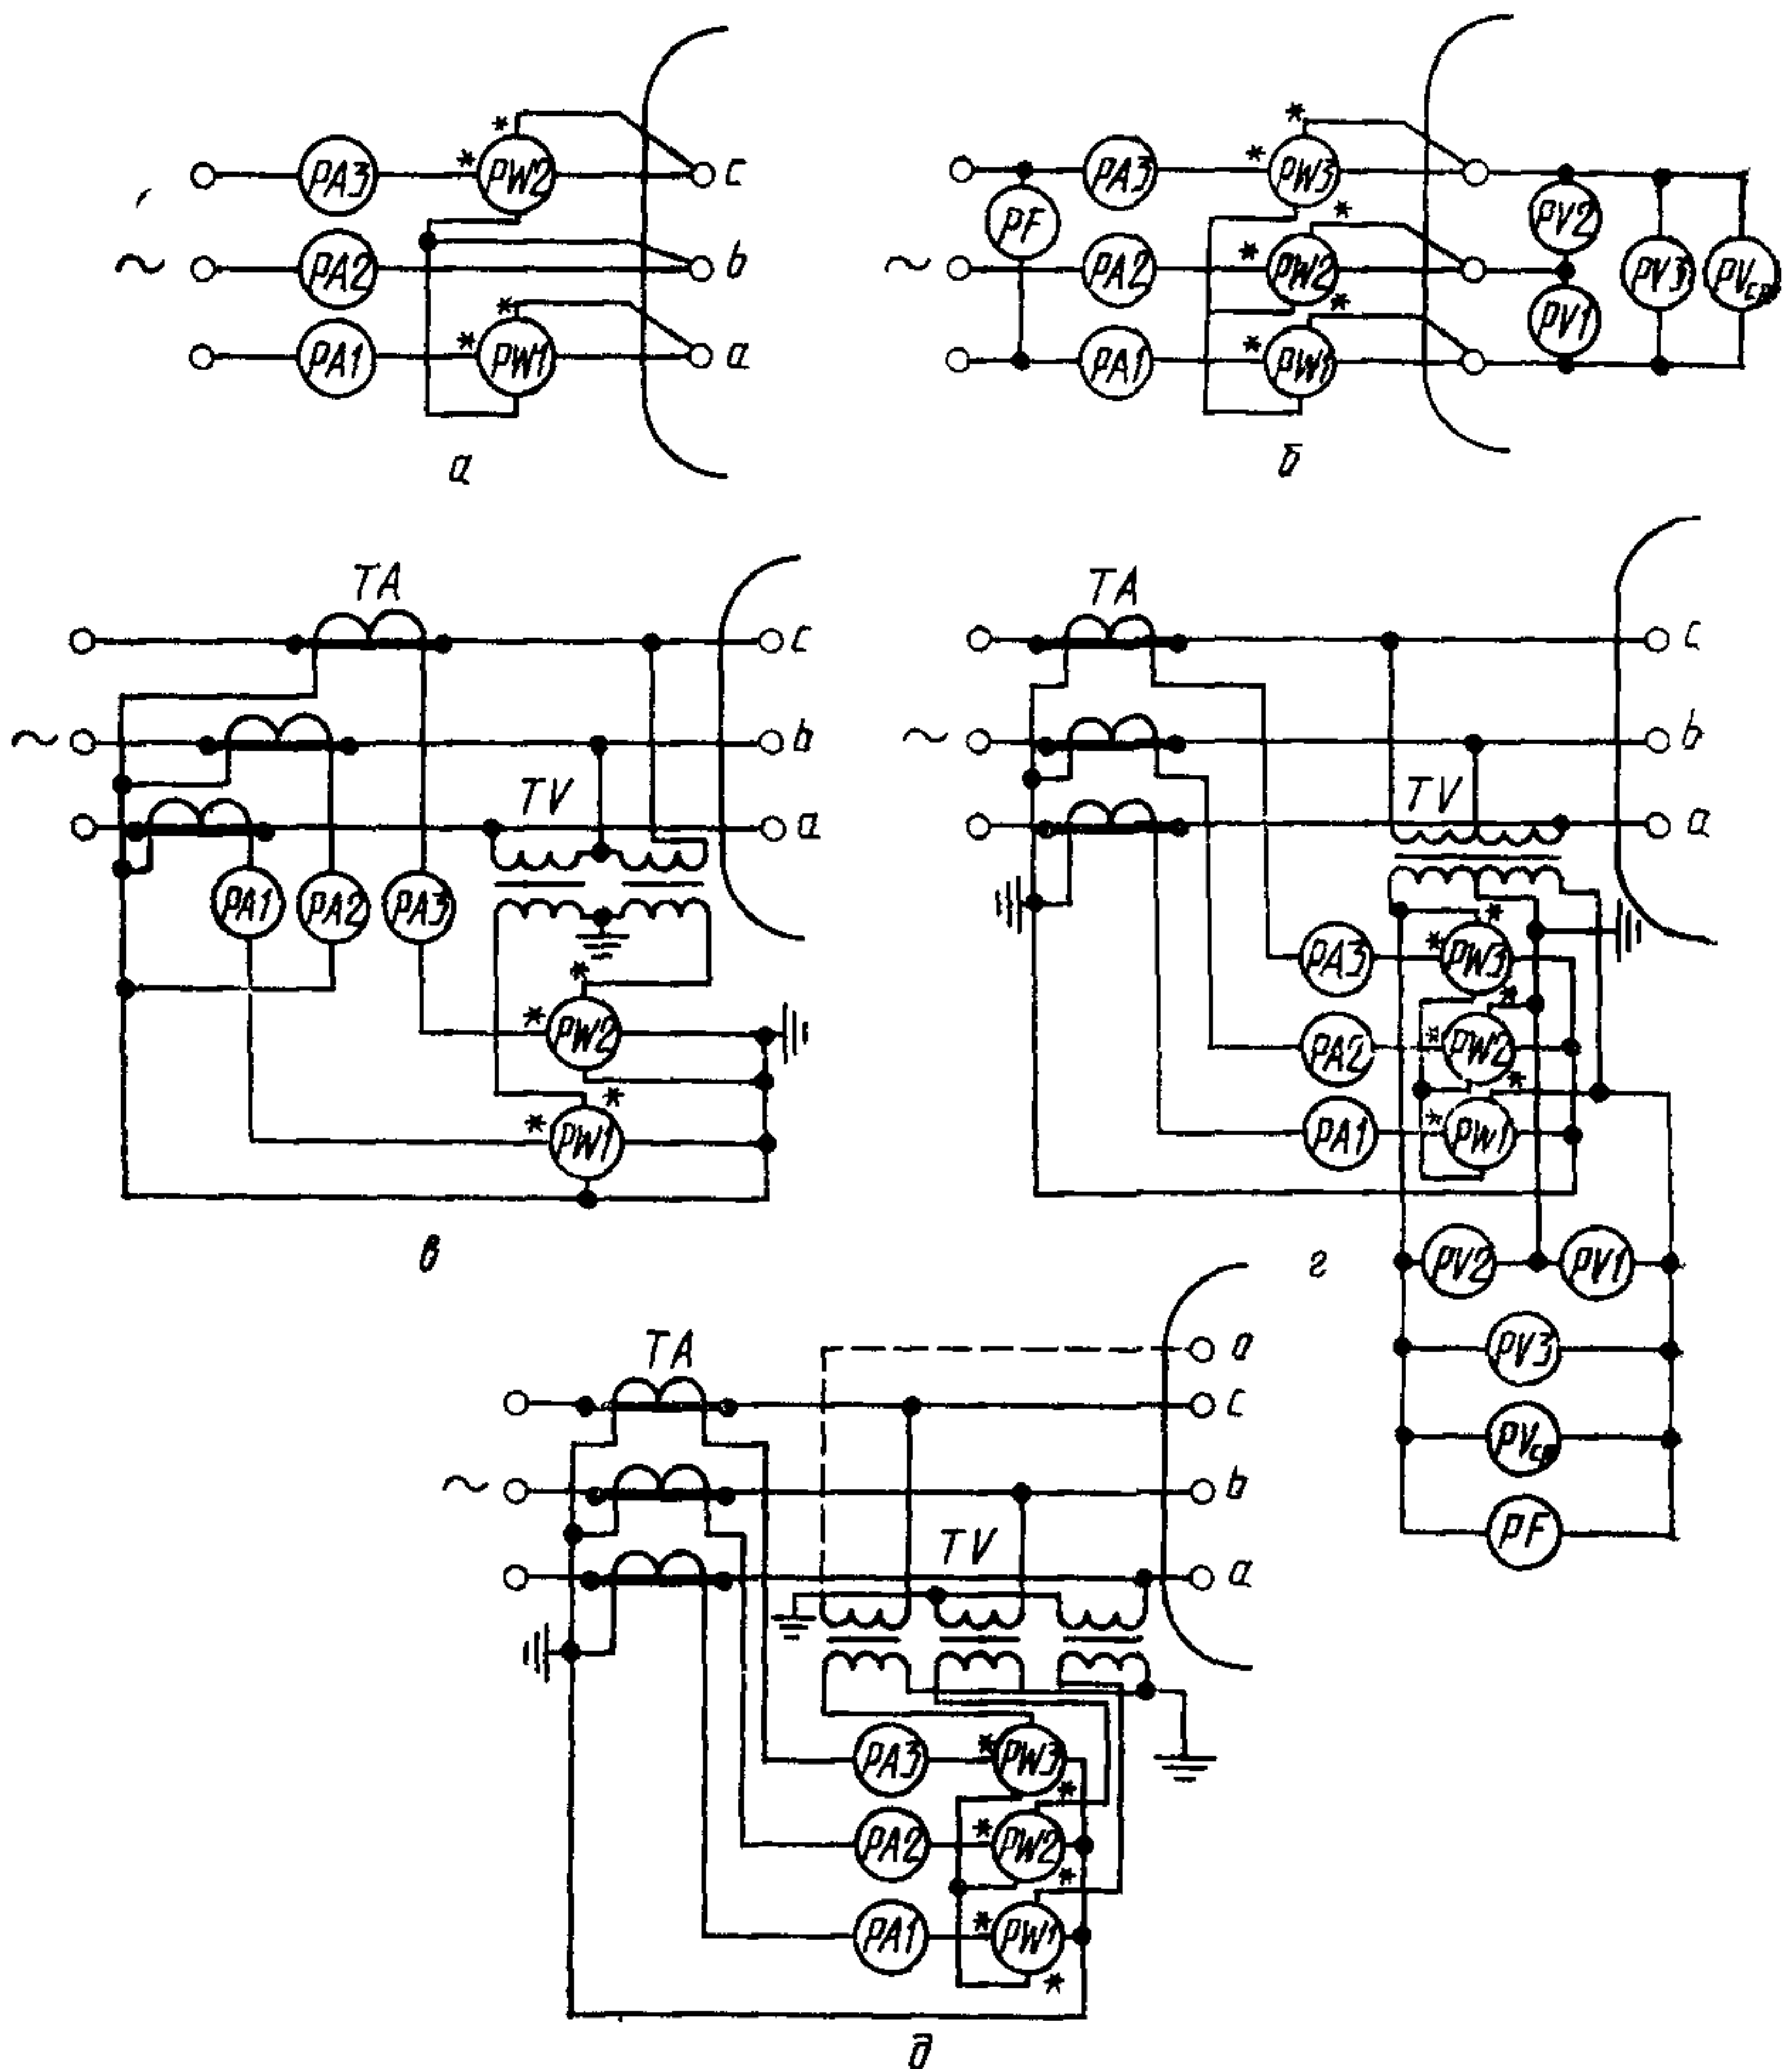 * PA3 * PW2 c
~ PA2 b
* PA1 * PW1 a
а
* PA3 * PW3 PV2
PF * PV3 PVср
~ PA2 * PW2
* PV1
PA1 * PW1
б
TA
c
~ b
TV a
PA1 PA2 PA3
*
* PW2
*
* PW1
в
TA
c
~ b
TV a
*
PA3 * PW3
*
PA2 * PW2
*
PA1 * PW1
г
PV2 PV1
PV3
PVср
PF
TA
o
c
~ b
TV
a
PA3 * PW3
*
PA2 * PW2
*
PA1 * PW1
*
д